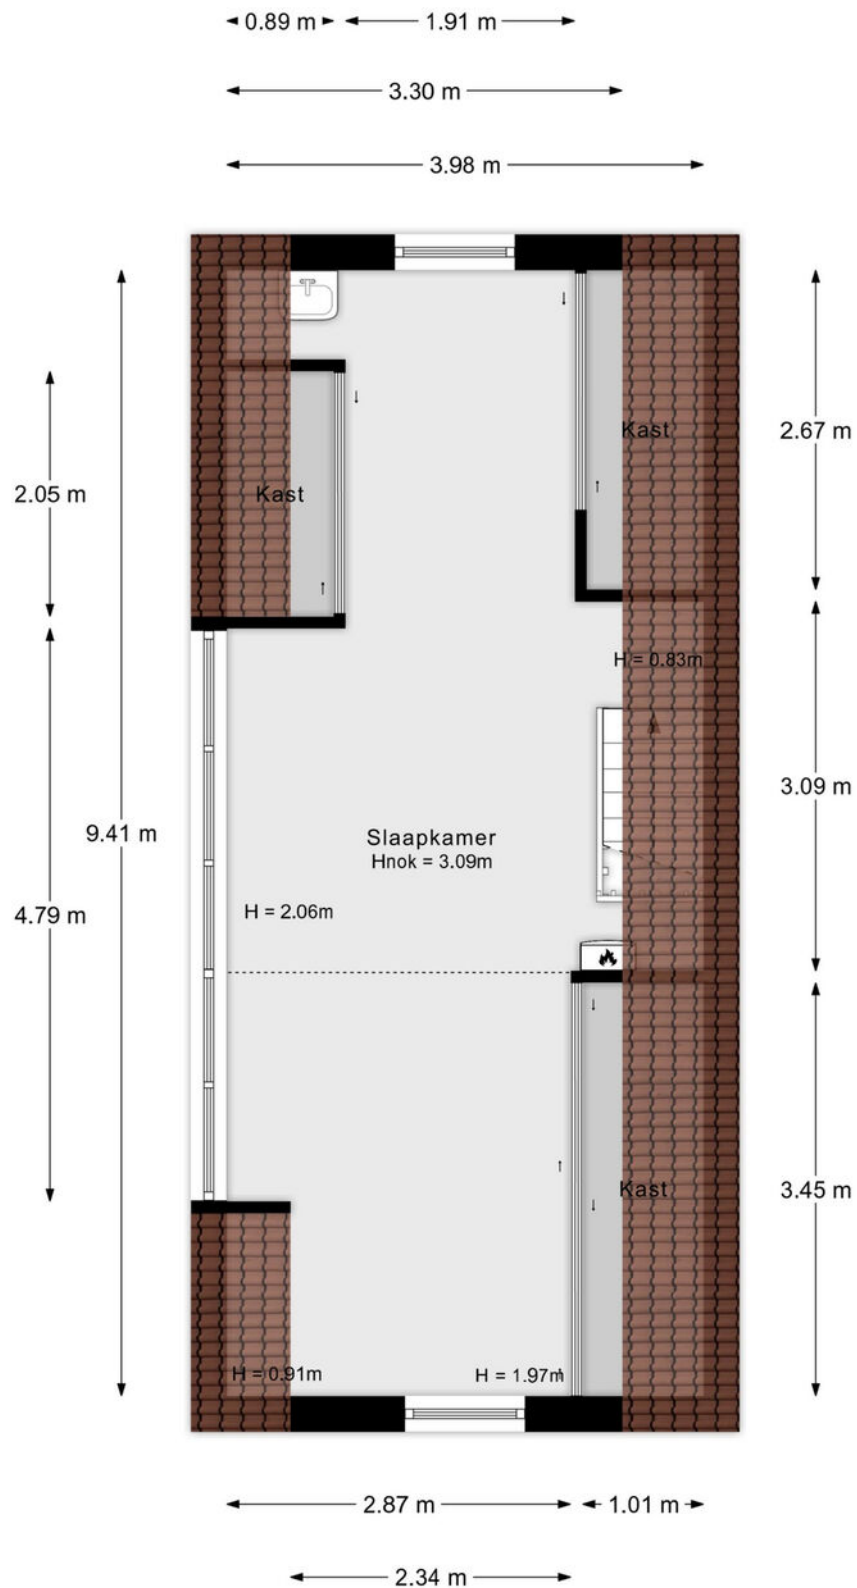 0.89 m
1.91 m
3.30 m
3.98 m
Kast
2.67 m
2.05 m
Kast
H = 0.83m
3.09 m
9.41 m
Slaapkamer
Hnok = 3.09m
4.79 m
H = 2.06m
Kast
3.45 m
H = 0.91m
H = 1.97m
2.87 m
1.01 m
2.34 m